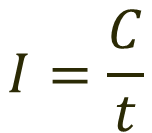 I = C/t